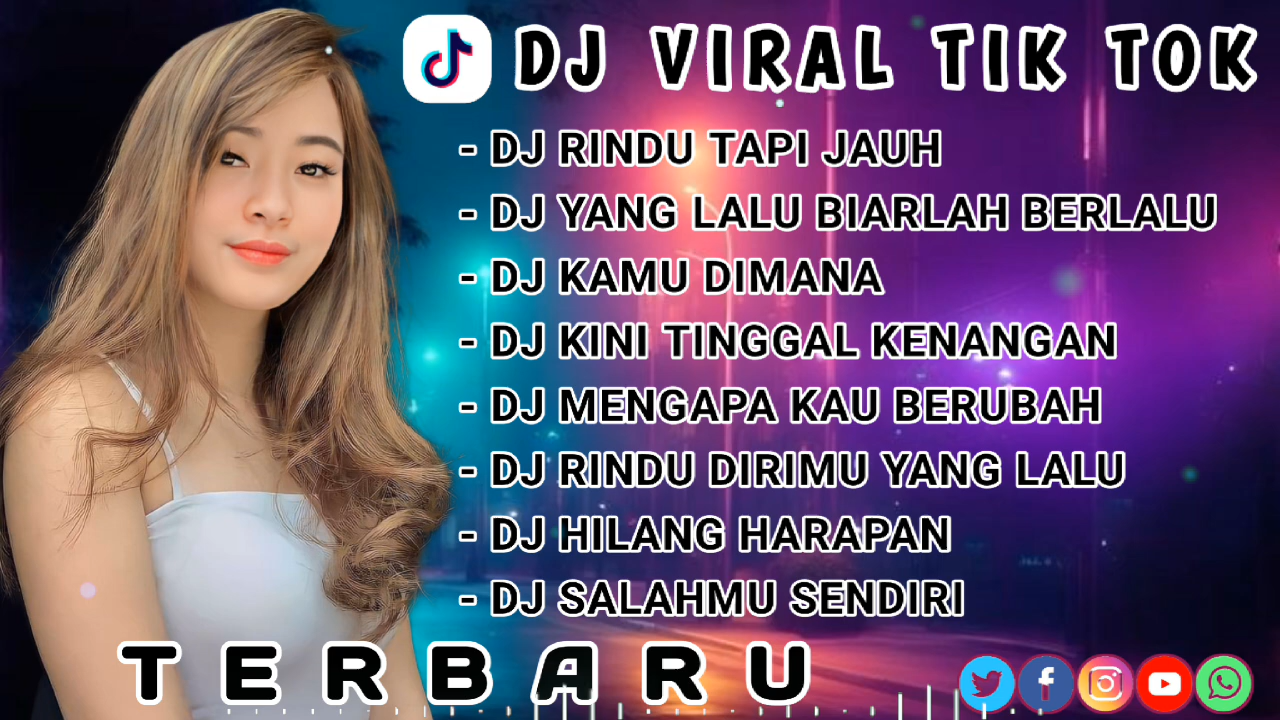 DJ VIRAL TIK TOK
- DJ RINDU TAPI JAUH
- DJ YANG LALU BIARLAH BERLALU
- DJ KAMU DIMANA
- DJ KINI TINGGAL KENANGAN
- DJ MENGAPA KAU BERUBAH
- DJ RINDU DIRIMU YANG LALU
- DJ HILANG HARAPAN
- DJ SALAHMU SENDIRI
TERBARU